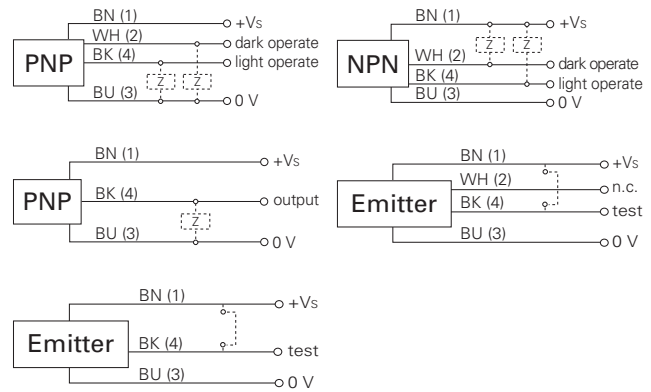 BN (1)
+Vs
WH (2)
dark operate
PNP
BK (4)
light operate
Z
Z
BU (3)
0 V
BN (1)
+Vs
Z
Z
NPN
WH (2)
dark operate
BK (4)
light operate
BU (3)
0 V
BN (1)
+Vs
PNP
BK (4)
output
Z
BU (3)
0 V
BN (1)
+Vs
WH (2)
n.c.
Emitter
BK (4)
test
BU (3)
0 V
BN (1)
+Vs
Emitter
BK (4)
test
BU (3)
0 V